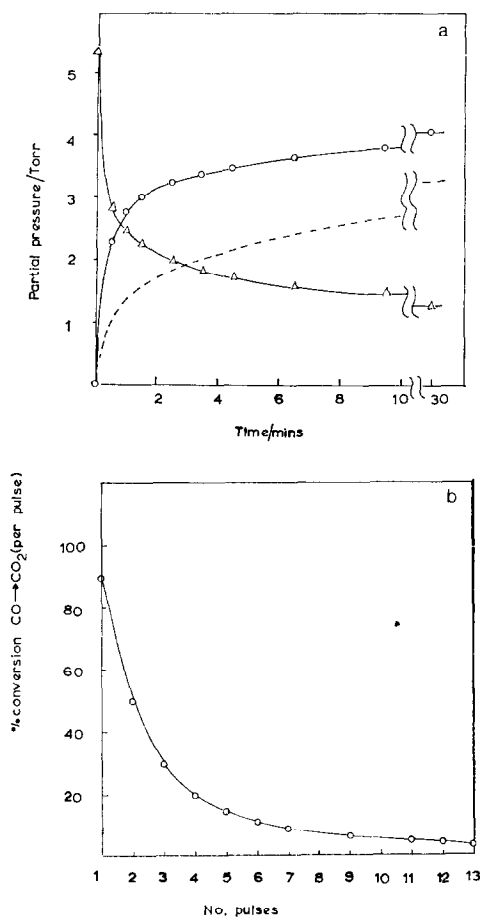 a
5
4
3
2
1
Partial pressure/Torr
2 4 6 8 10 30
Time/mins
b
100
80
60
40
20
% conversion CO→CO2(per pulse)
1 2 3 4 5 6 7 8 9 10 11 12 13
No. pulses